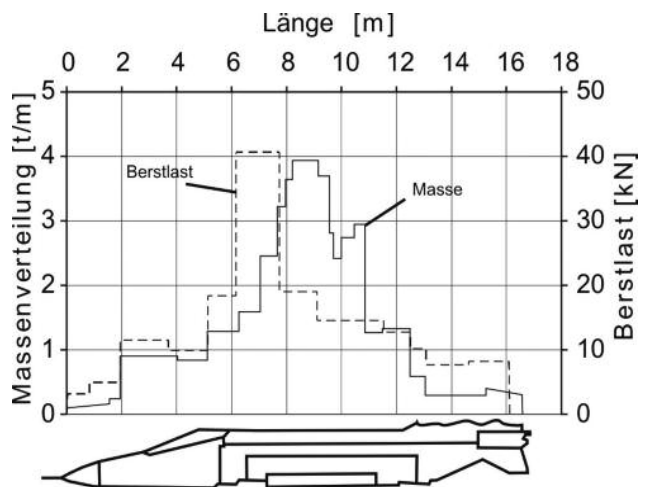 Länge [m]
0 2 4 6 8 10 12 14 16 18
Massenverteilung [t/m]
5
4
3
2
1
0
Berstlast
Masse
50
40
30
20
10
0
Berstlast [kN]